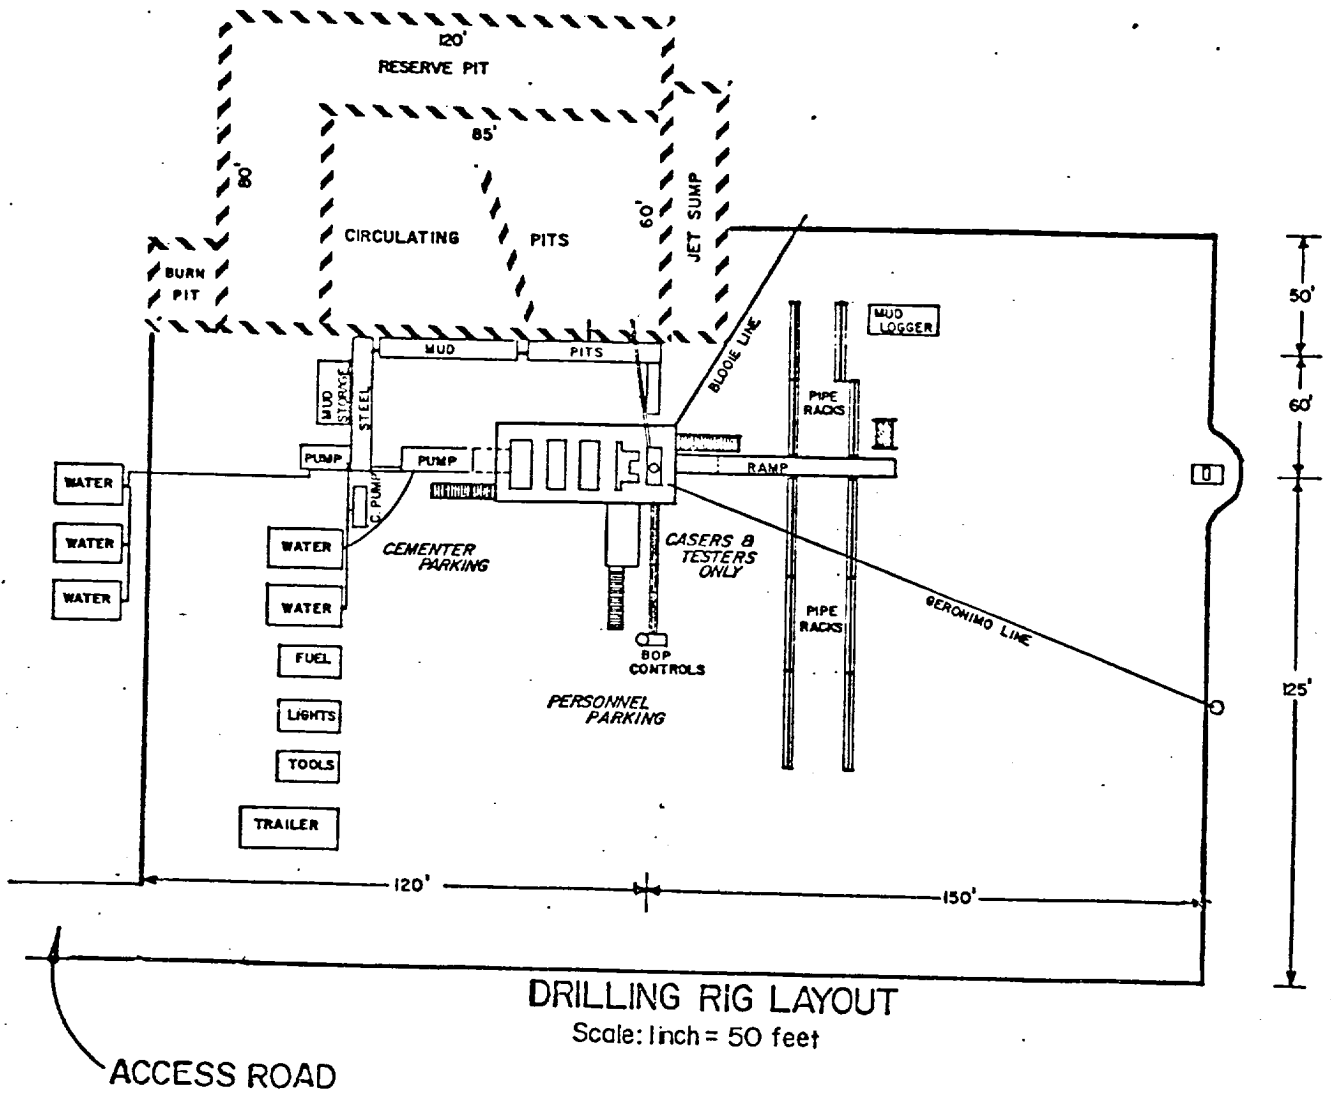 120'
RESERVE PIT
85'
80'
60'
JET SUMP
CIRCULATING
PITS
BURN
PIT
50'
MUD
LOGGER
BLOOIE LINE
MUD
PITS
MUD
STORAGE
STEEL
PIPE
RACKS
60'
PUMP
PUMP
RAMP
WATER
C. PUMP
WATER
WATER
CEMENTER
PARKING
CASERS &
TESTERS
ONLY
WATER
WATER
GERONIMO LINE
PIPE
RACKS
FUEL
BOP
CONTROLS
125'
LIGHTS
PERSONNEL
PARKING
TOOLS
TRAILER
120'
150'
DRILLING RIG LAYOUT
Scale: 1 inch = 50 feet
ACCESS ROAD